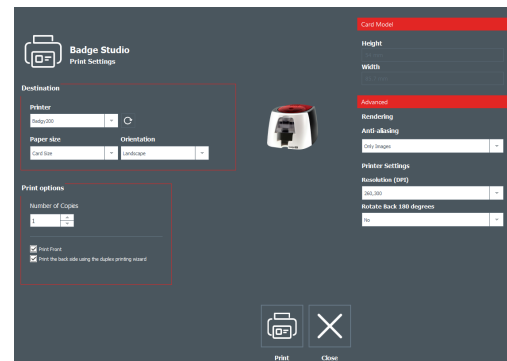 Badge Studio
Print Settings
Destination
Printer
Badgy200
Paper size
Orientation
Card Size
Landscape
Print options
Number of Copies
1
Print Front
Print the back side using the duplex printing wizard
Card Model
Height
Width
Advanced
Rendering
Anti-aliasing
Only Images
Printer Settings
Resolution (DPI)
260,300
Rotate Back 180 degrees
No
Print
Close